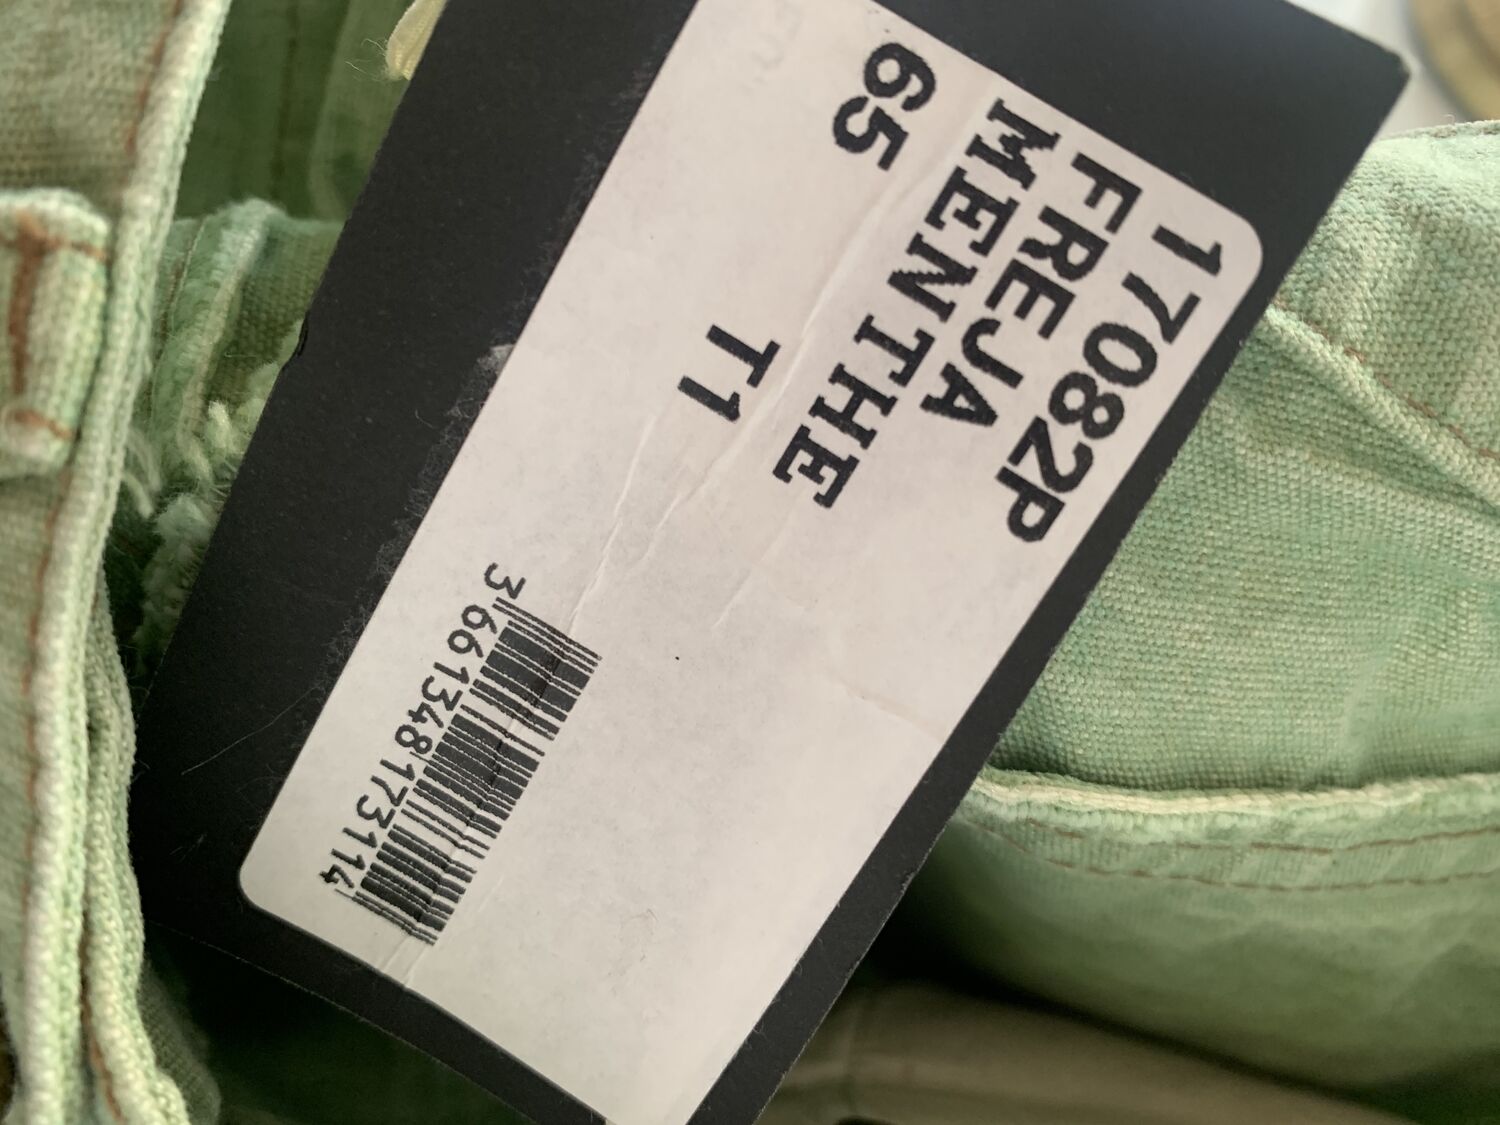 17082P
FREJA
MENTHE
65
T1
3661348173114